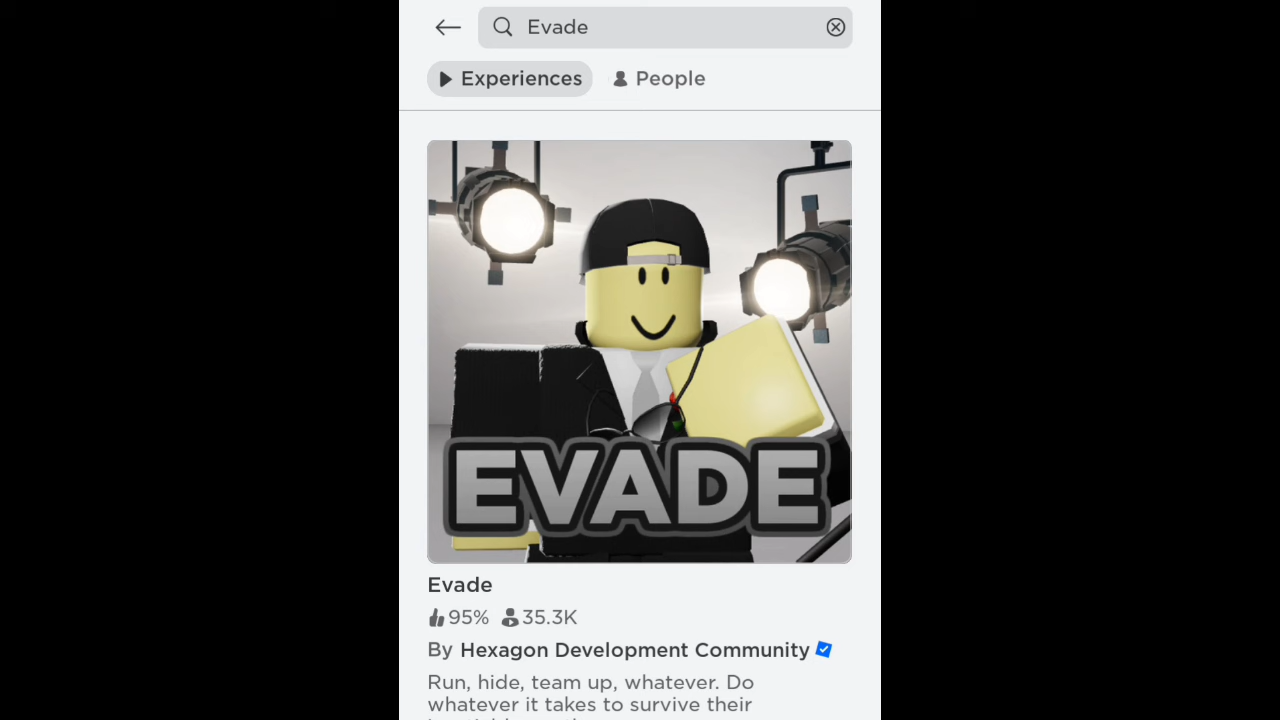 Evade
Experiences
People
EVADE
Evade
95% 35.3K
By Hexagon Development Community
Run, hide, team up, whatever. Do
whatever it takes to survive their